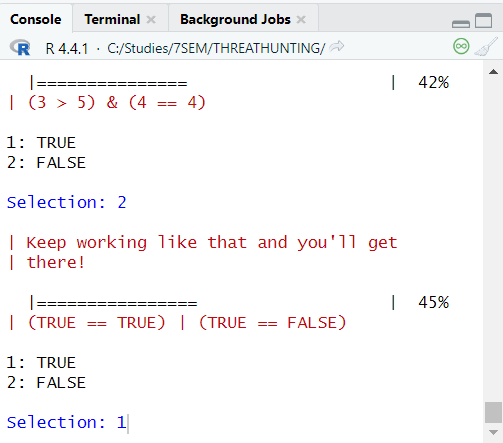 Console Terminal × Background Jobs ×
R R 4.4.1 · C:/Studies/7SEM/THREATHUNTING/
|=============== | 42%
| (3 > 5) & (4 == 4)
1: TRUE
2: FALSE
Selection: 2
| Keep working like that and you'll get
| there!
|================ | 45%
| (TRUE == TRUE) | (TRUE == FALSE)
1: TRUE
2: FALSE
Selection: 1